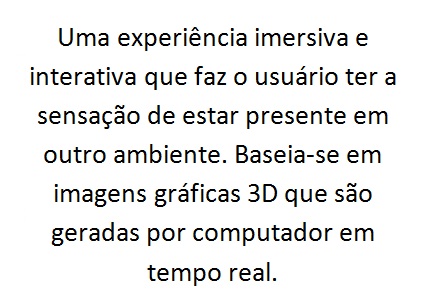 Uma experiência imersiva e
interativa que faz o usuário ter a
sensação de estar presente em
outro ambiente. Baseia-se em
imagens gráficas 3D que são
geradas por computador em
tempo real.